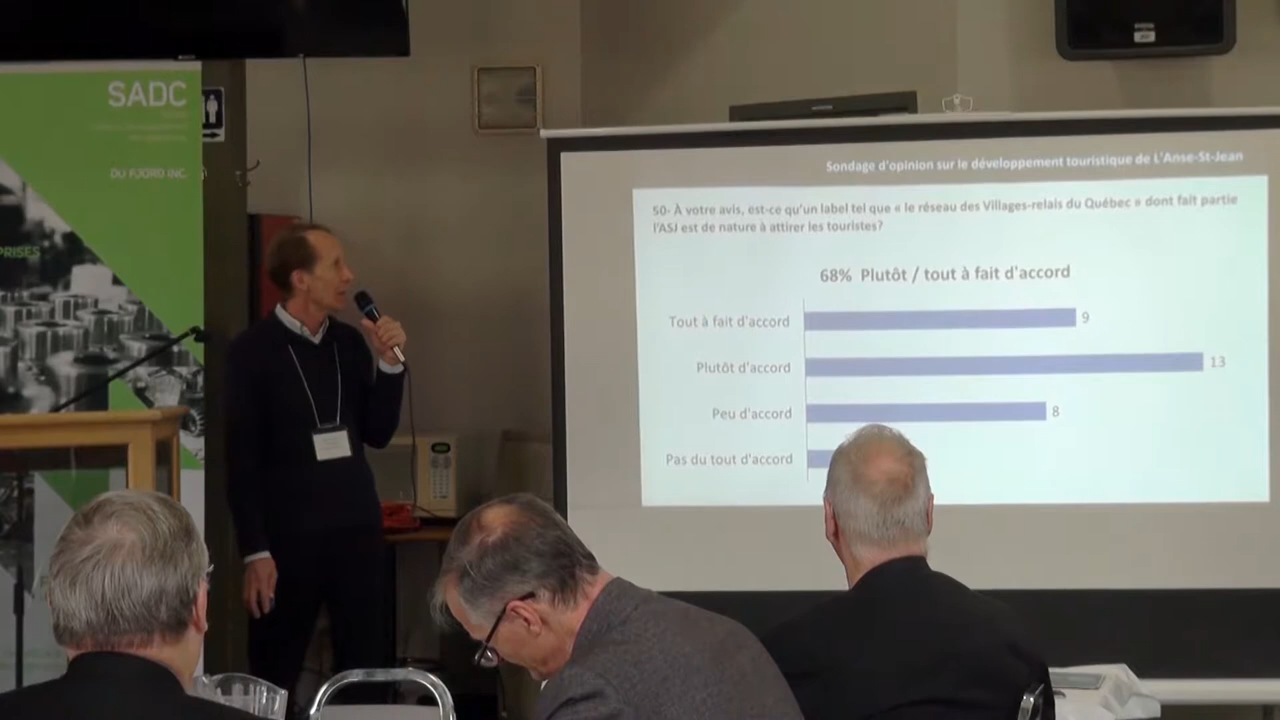 SADC
DU FJORD INC.
PRISES
Sondage d'opinion sur le développement touristique de L'Anse-St-Jean
50- À votre avis, est-ce qu'un label tel que « le réseau des Villages-relais du Québec » dont fait partie
l'ASJ est de nature à attirer les touristes?
68% Plutôt / tout à fait d'accord
Tout à fait d'accord 9
Plutôt d'accord 13
Peu d'accord 8
Pas du tout d'accord